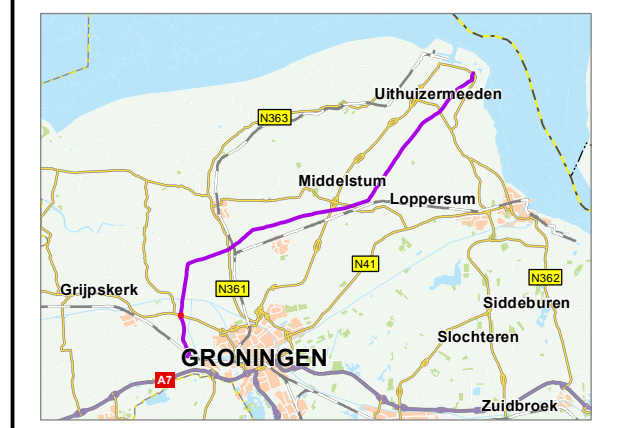 Uithuizermeeden
N363
Middelstum
Loppersum
N41
N362
Grijpskerk
N361
Siddeburen
Slochteren
GRONINGEN
A7
Zuidbroek